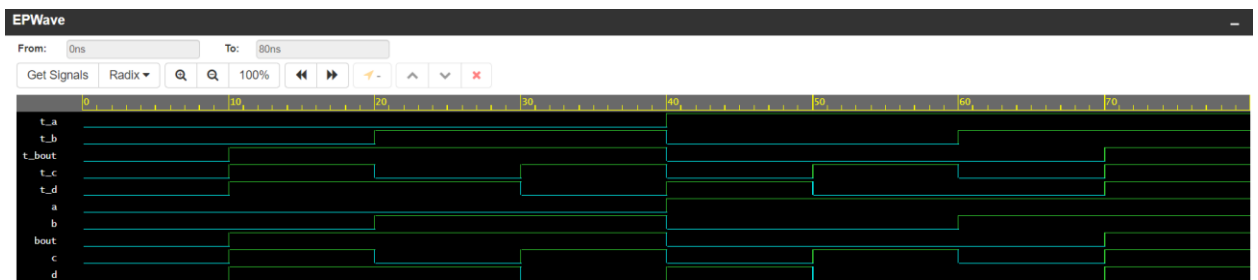 EPWave
From: 0ns To: 80ns
Get Signals Radix 100%
0 10 20 30 40 50 60 70
t_a
t_b
t_bout
t_c
t_d
a
b
bout
c
d